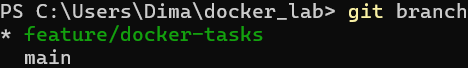 PS C:\Users\Dima\docker_lab> git branch
* feature/docker-tasks
  main